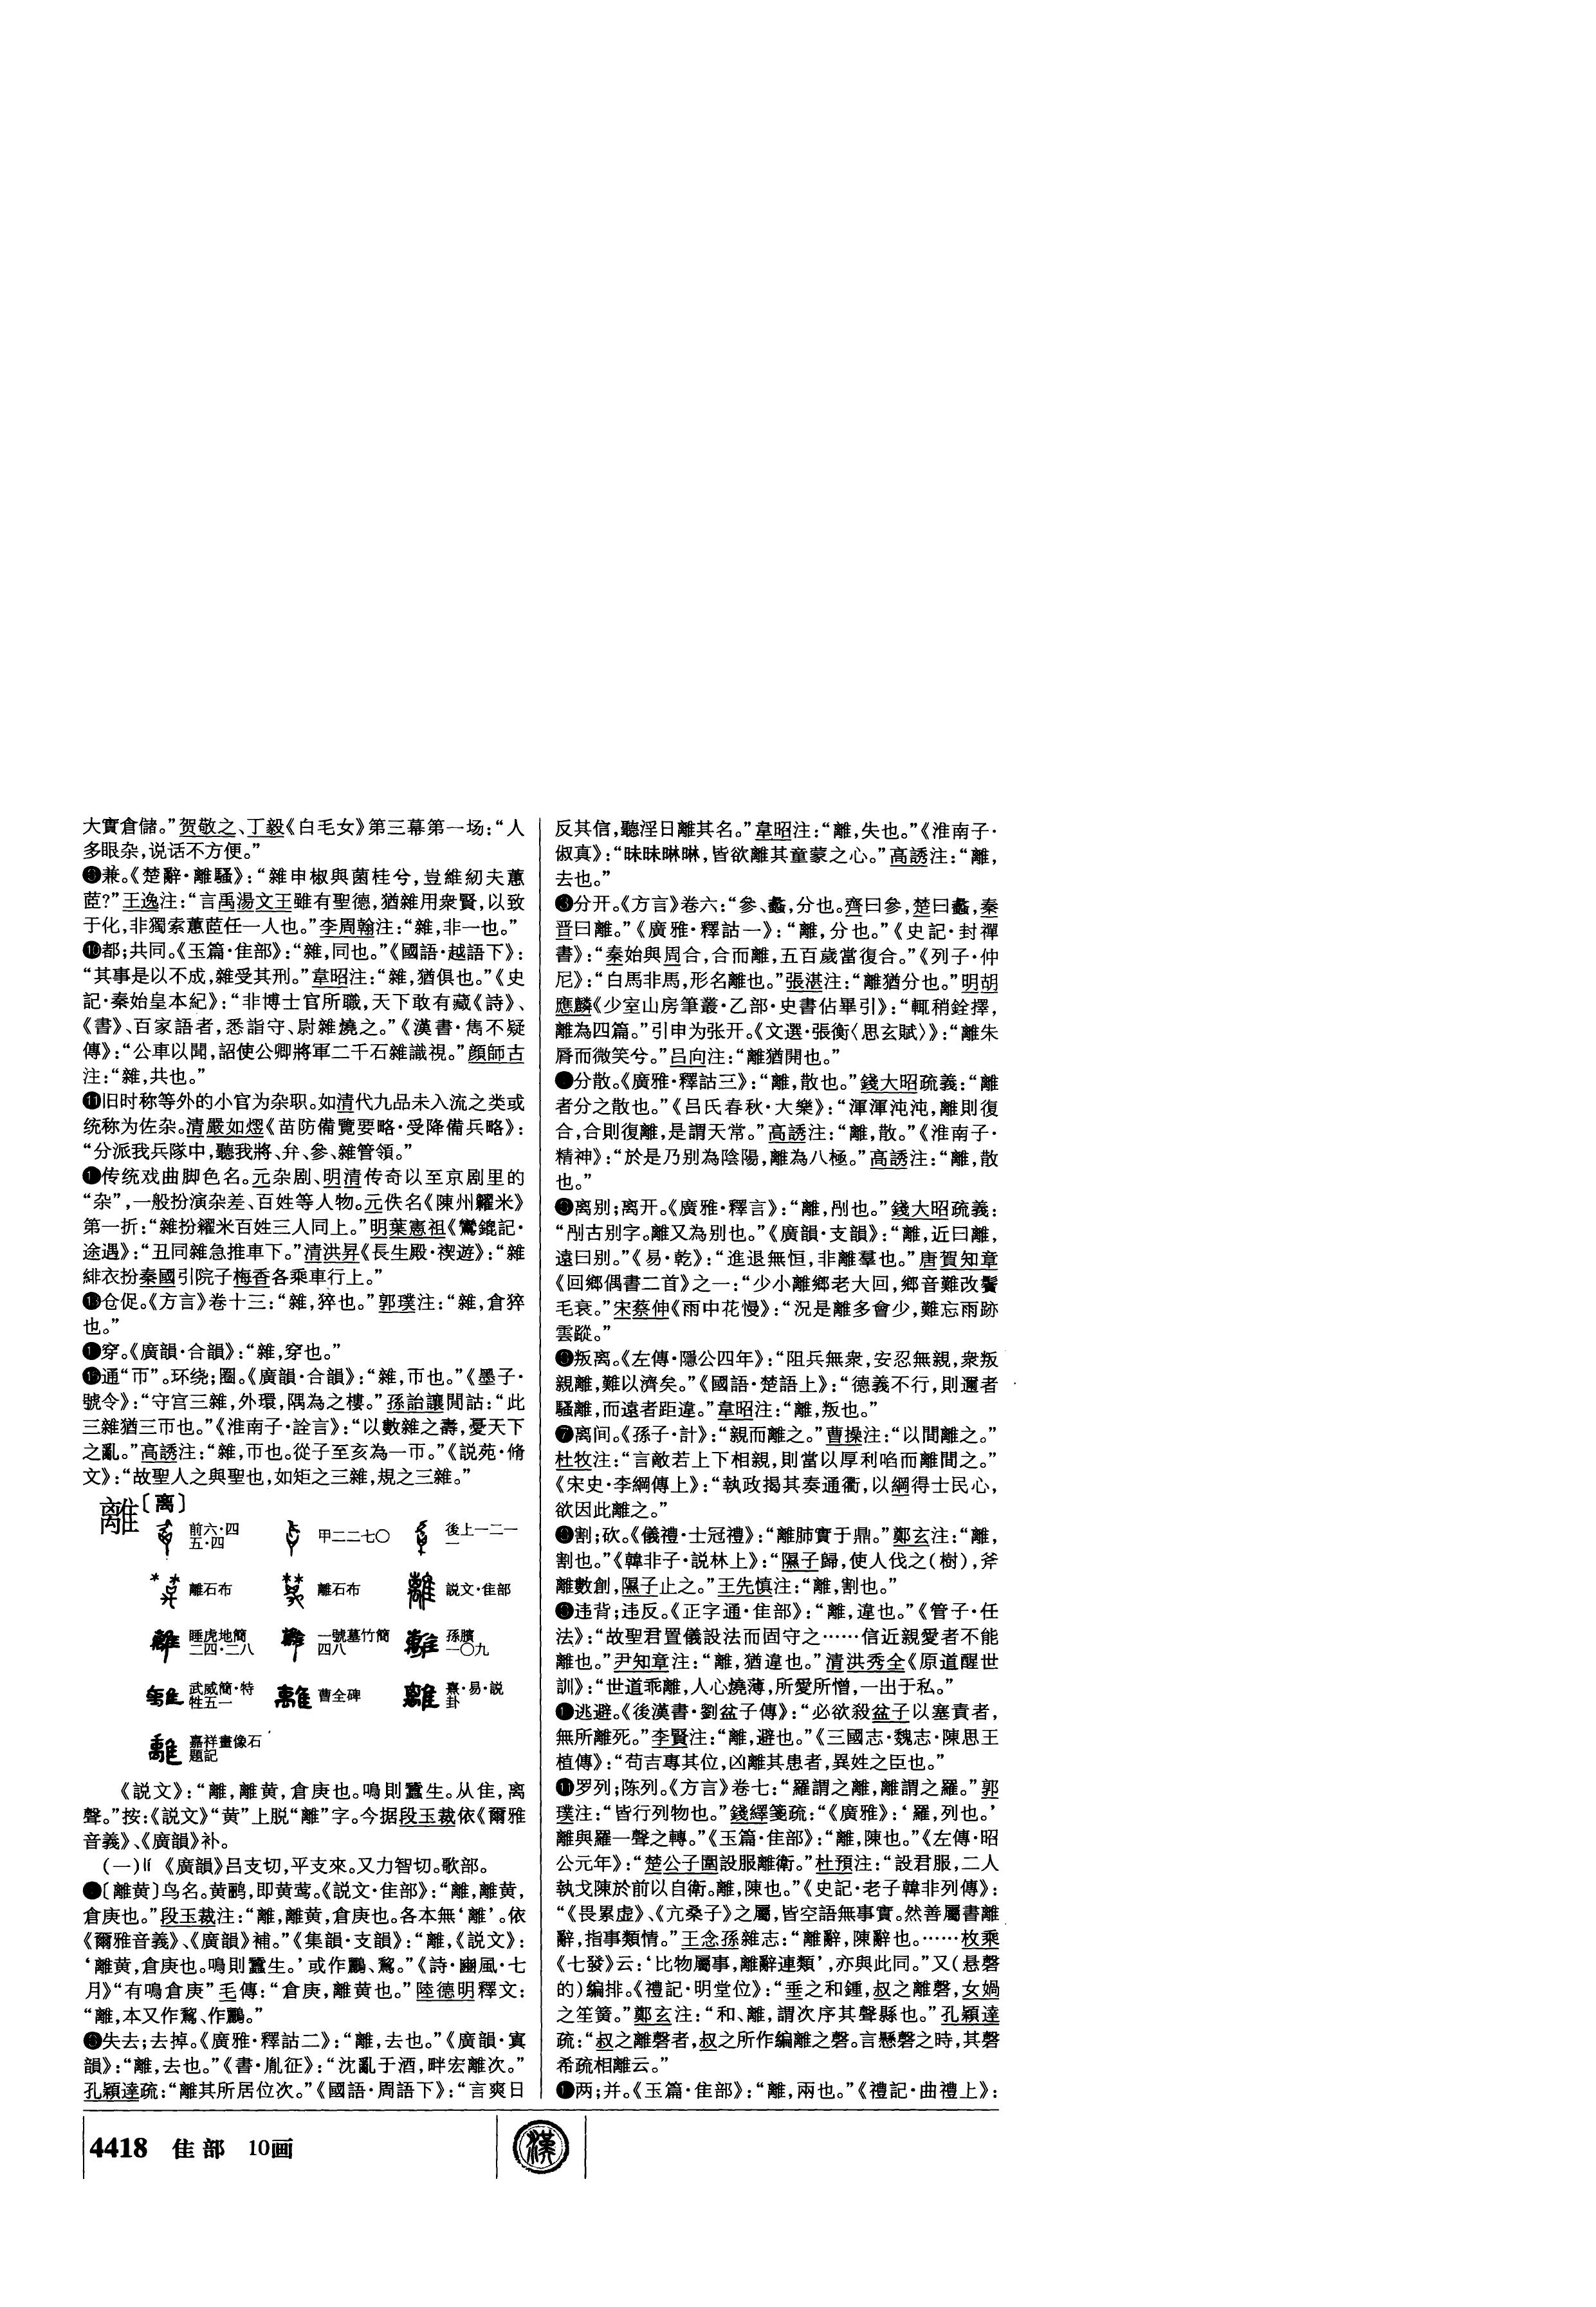 大實倉儲。”贺敬之、丁毅《白毛女》第三幕第一场:“人
多眼杂,说话不方便。”
❾兼。《楚辭·離騷》:“雜申椒與菌桂兮,豈維紉夫蕙
茝?”王逸注:“言禹湯文王雖有聖德,猶雜用衆賢,以致
于化,非獨索蕙茝任一人也。”李周翰注:“雜,非一也。”
❿都;共同。《玉篇·隹部》:“雜,同也。”《國語·越語下》:
“其事是以不成,雜受其刑。”韋昭注:“雜,猶俱也。”《史
記·秦始皇本紀》:“非博士官所職,天下敢有藏《詩》、
《書》、百家語者,悉詣守、尉雜燒之。”《漢書·雋不疑
傳》:“公車以聞,詔使公卿將軍二千石雜識視。”顔師古
注:“雜,共也。”
⓫旧时称等外的小官为杂职。如清代九品未入流之类或
统称为佐杂。清嚴如熤《苗防備覽要略·受降備兵略》:
“分派我兵隊中,聽我將、弁、參、雜管領。”
⓬传统戏曲脚色名。元杂剧、明清传奇以至京剧里的
“杂”,一般扮演杂差、百姓等人物。元佚名《陳州糶米》
第一折:“雜扮糴米百姓三人同上。”明葉憲祖《鸞鎞記·
途遇》:“丑同雜急推車下。”清洪昇《長生殿·禊遊》:“雜
緋衣扮秦國引院子梅香各乘車行上。”
⓭仓促。《方言》卷十三:“雜,猝也。”郭璞注:“雜,倉猝
也。”
⓮穿。《廣韻·合韻》:“雜,穿也。”
⓯通“帀”。环绕;圈。《廣韻·合韻》:“雜,帀也。”《墨子·
號令》:“守宫三雜,外環,隅為之樓。”孫詒讓閒詁:“此
三雜猶三帀也。”《淮南子·詮言》:“以數雜之壽,憂天下
之亂。”高誘注:“雜,帀也。從子至亥為一帀。”《説苑·脩
文》:“故聖人之與聖也,如矩之三雜,規之三雜。”
離〔离〕
前六·四五·四 甲二二七〇 後上一二一一
離石布 離石布 説文·隹部
睡虎地簡二四·二八 一號墓竹簡四八 孫臏一〇九
武威簡·特牲五一 曹全碑 熹·易·説卦
嘉祥畫像石題記
《説文》:“離,離黄,倉庚也。鳴則蠶生。从隹,离
聲。”按:《説文》“黄”上脱“離”字。今据段玉裁依《爾雅
音義》、《廣韻》补。
(一)lí 《廣韻》吕支切,平支來。又力智切。歌部。
❶〔離黄〕鸟名。黄鹂,即黄莺。《説文·隹部》:“離,離黄,
倉庚也。”段玉裁注:“離,離黄,倉庚也。各本無‘離’。依
《爾雅音義》、《廣韻》補。”《集韻·支韻》:“離,《説文》:
‘離黄,倉庚也。鳴則蠶生。’或作鸝、鵹。”《詩·豳風·七
月》“有鳴倉庚”毛傳:“倉庚,離黄也。”陸德明釋文:
“離,本又作鵹、作鸝。”
❷失去;去掉。《廣雅·釋詁二》:“離,去也。”《廣韻·寘
韻》:“離,去也。”《書·胤征》:“沈亂于酒,畔宏離次。”
孔穎達疏:“離其所居位次。”《國語·周語下》:“言爽日
反其信,聽淫日離其名。”韋昭注:“離,失也。”《淮南子·
俶真》:“昧昧晽晽,皆欲離其童蒙之心。”高誘注:“離,
去也。”
❸分开。《方言》卷六:“參、蠡,分也。齊曰參,楚曰蠡,秦
晋曰離。”《廣雅·釋詁一》:“離,分也。”《史記·封禪
書》:“秦始與周合,合而離,五百歲當復合。”《列子·仲
尼》:“白馬非馬,形名離也。”張湛注:“離猶分也。”明胡
應麟《少室山房筆叢·乙部·史書佔畢引》:“輒稍銓擇,
離為四篇。”引申为张开。《文選·張衡〈思玄賦〉》:“離朱
脣而微笑兮。”吕向注:“離猶開也。”
❹分散。《廣雅·釋詁三》:“離,散也。”錢大昭疏義:“離
者分之散也。”《吕氏春秋·大樂》:“渾渾沌沌,離則復
合,合則復離,是謂天常。”高誘注:“離,散。”《淮南子·
精神》:“於是乃别為陰陽,離為八極。”高誘注:“離,散
也。”
❺离别;离开。《廣雅·釋言》:“離,𠛰也。”錢大昭疏義:
“𠛰古别字。離又為别也。”《廣韻·支韻》:“離,近曰離,
遠曰别。”《易·乾》:“進退無恒,非離羣也。”唐賀知章
《回鄉偶書二首》之一:“少小離鄉老大回,鄉音難改鬢
毛衰。”宋蔡伸《雨中花慢》:“況是離多會少,難忘雨跡
雲蹤。”
❻叛离。《左傳·隱公四年》:“阻兵無衆,安忍無親,衆叛
親離,難以濟矣。”《國語·楚語上》:“德義不行,則邇者
騷離,而遠者距違。”韋昭注:“離,叛也。”
❼离间。《孫子·計》:“親而離之。”曹操注:“以間離之。”
杜牧注:“言敵若上下相親,則當以厚利啗而離間之。”
《宋史·李綱傳上》:“執政揭其奏通衢,以綱得士民心,
欲因此離之。”
❽割;砍。《儀禮·士冠禮》:“離肺實于鼎。”鄭玄注:“離,
割也。”《韓非子·説林上》:“隰子歸,使人伐之(樹),斧
離數創,隰子止之。”王先慎注:“離,割也。”
❾违背;违反。《正字通·隹部》:“離,違也。”《管子·任
法》:“故聖君置儀設法而固守之……信近親愛者不能
離也。”尹知章注:“離,猶違也。”清洪秀全《原道醒世
訓》:“世道乖離,人心燒薄,所愛所憎,一出于私。”
❿逃避。《後漢書·劉盆子傳》:“必欲殺盆子以塞責者,
無所離死。”李賢注:“離,避也。”《三國志·魏志·陳思王
植傳》:“苟吉專其位,凶離其患者,異姓之臣也。”
⓫罗列;陈列。《方言》卷七:“羅謂之離,離謂之羅。”郭
璞注:“皆行列物也。”錢繹箋疏:“《廣雅》:‘羅,列也。’
離與羅一聲之轉。”《玉篇·隹部》:“離,陳也。”《左傳·昭
公元年》:“楚公子圍設服離衛。”杜預注:“設君服,二人
執戈陳於前以自衛。離,陳也。”《史記·老子韓非列傳》:
“《畏累虚》、《亢桑子》之屬,皆空語無事實。然善屬書離
辭,指事類情。”王念孫雜志:“離辭,陳辭也。……枚乘
《七發》云:‘比物屬事,離辭連類’,亦與此同。”又(悬磬
的)编排。《禮記·明堂位》:“垂之和鍾,叔之離磬,女媧
之笙簧。”鄭玄注:“和、離,謂次序其聲縣也。”孔穎達
疏:“叔之離磬者,叔之所作編離之磬。言懸磬之時,其磬
希疏相離云。”
⓬两;并。《玉篇·隹部》:“離,兩也。”《禮記·曲禮上》:
4418 隹部 10画
漢